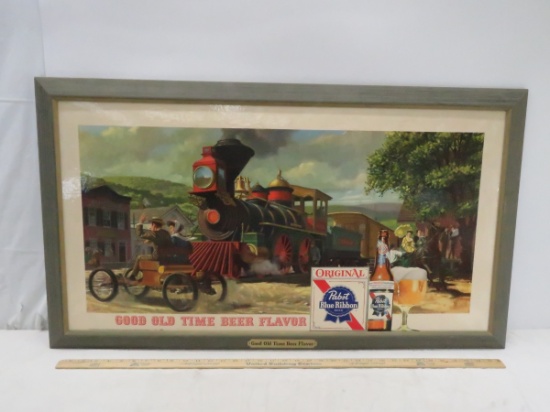 ORIGINAL
Pabst
Blue Ribbon
GOOD OLD TIME BEER FLAVOR
Good Old Time Beer Flavor